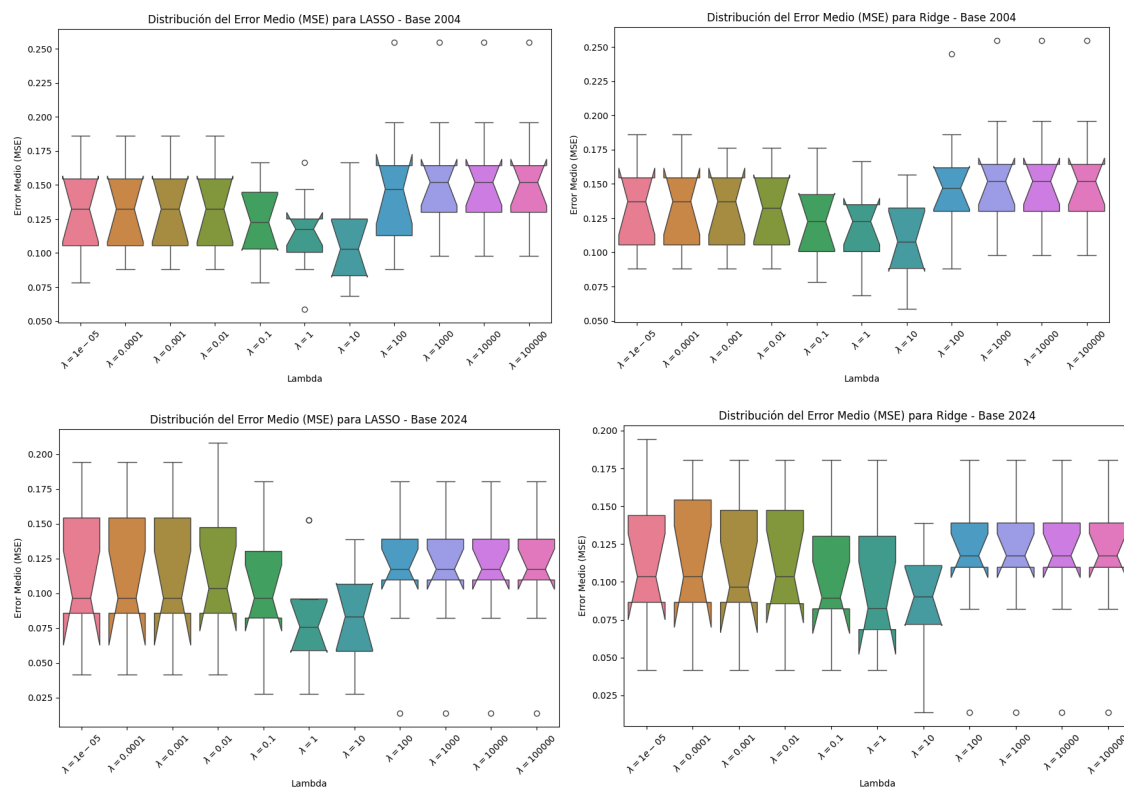 Distribución del Error Medio (MSE) para LASSO - Base 2004
Error Medio (MSE)
0.250
0.225
0.200
0.175
0.150
0.125
0.100
0.075
0.050
λ = 1e − 05
λ = 0.0001
λ = 0.001
λ = 0.01
λ = 0.1
λ = 1
λ = 10
λ = 100
λ = 1000
λ = 10000
λ = 100000
Lambda
Distribución del Error Medio (MSE) para Ridge - Base 2004
Error Medio (MSE)
0.250
0.225
0.200
0.175
0.150
0.125
0.100
0.075
0.050
λ = 1e − 05
λ = 0.0001
λ = 0.001
λ = 0.01
λ = 0.1
λ = 1
λ = 10
λ = 100
λ = 1000
λ = 10000
λ = 100000
Lambda
Distribución del Error Medio (MSE) para LASSO - Base 2024
Error Medio (MSE)
0.200
0.175
0.150
0.125
0.100
0.075
0.050
0.025
λ = 1e − 05
λ = 0.0001
λ = 0.001
λ = 0.01
λ = 0.1
λ = 1
λ = 10
λ = 100
λ = 1000
λ = 10000
λ = 100000
Lambda
Distribución del Error Medio (MSE) para Ridge - Base 2024
Error Medio (MSE)
0.200
0.175
0.150
0.125
0.100
0.075
0.050
0.025
λ = 1e − 05
λ = 0.0001
λ = 0.001
λ = 0.01
λ = 0.1
λ = 1
λ = 10
λ = 100
λ = 1000
λ = 10000
λ = 100000
Lambda